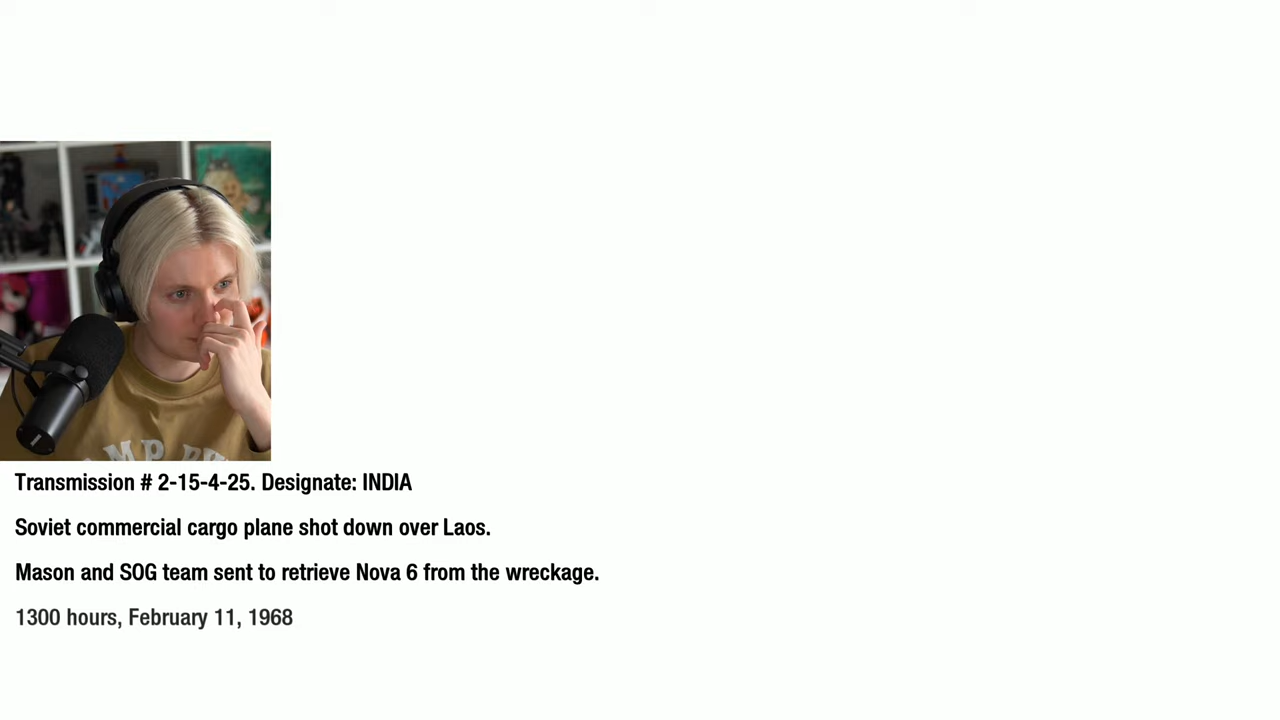 Transmission # 2-15-4-25. Designate: INDIA
Soviet commercial cargo plane shot down over Laos.
Mason and SOG team sent to retrieve Nova 6 from the wreckage.
1300 hours, February 11, 1968